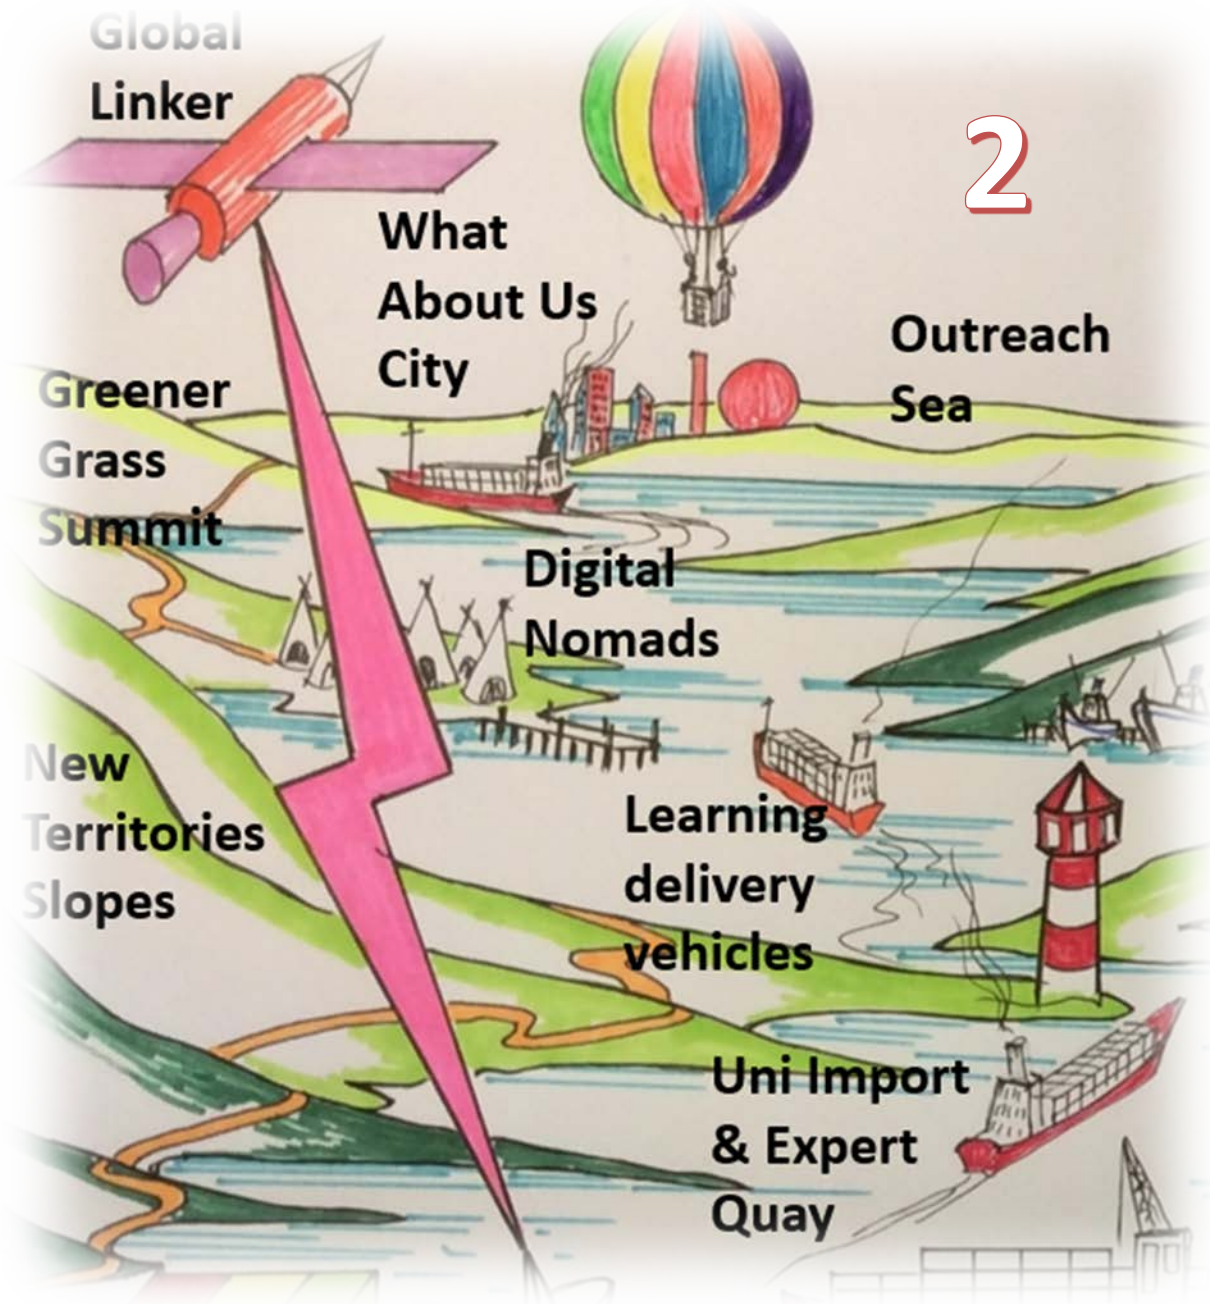 Global
Linker
2
What
About Us
City
Outreach
Sea
Greener
Grass
Summit
Digital
Nomads
New
Territories
Slopes
Learning
delivery
vehicles
Uni Import
& Expert
Quay